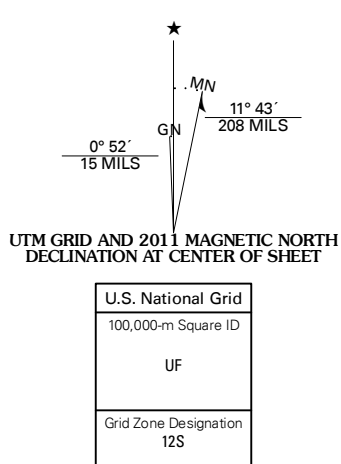 ★
MN
GN
11° 43´
208 MILS
0° 52´
15 MILS
UTM GRID AND 2011 MAGNETIC NORTH
DECLINATION AT CENTER OF SHEET
U.S. National Grid
100,000-m Square ID
UF
Grid Zone Designation
12S